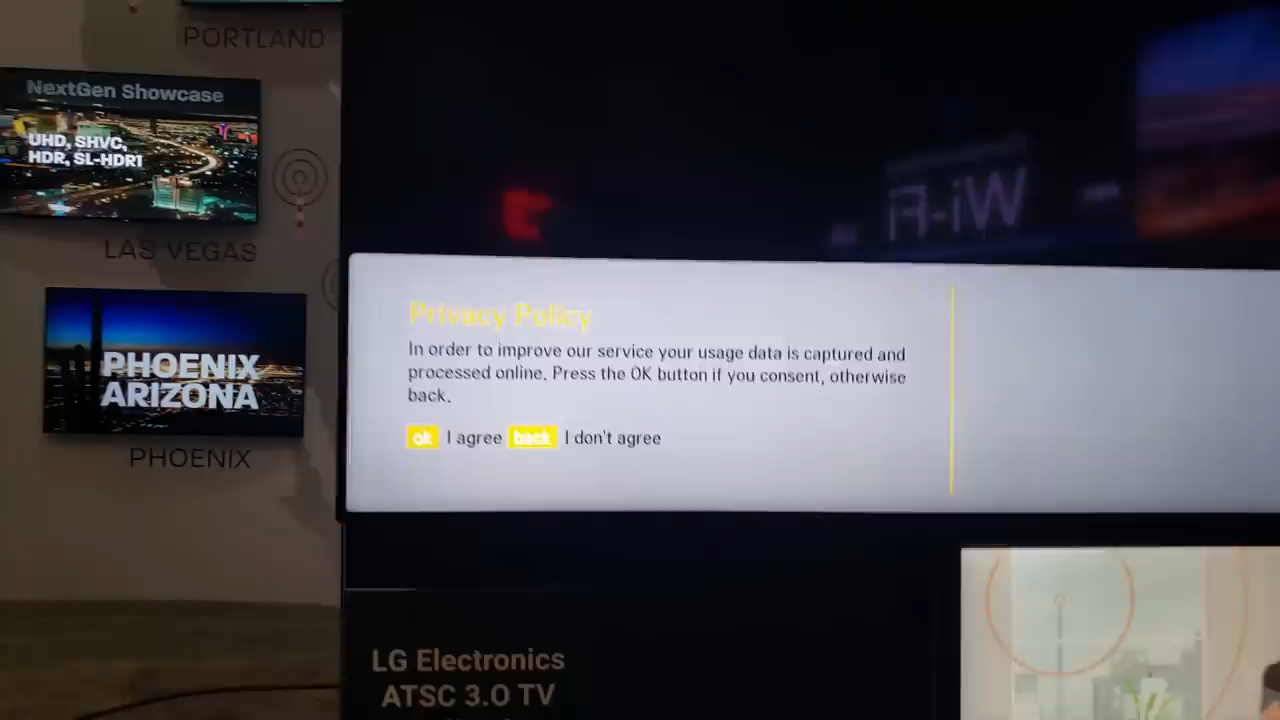 PORTLAND
NextGen Showcase
UHD, SHVC,
HDR, SL-HDR1
LAS VEGAS
PHOENIX
ARIZONA
PHOENIX
Wi-Fi
Privacy Policy
In order to improve our service your usage data is captured and
processed online. Press the OK button if you consent, otherwise
back.
ok I agree back I don't agree
LG Electronics
ATSC 3.0 TV